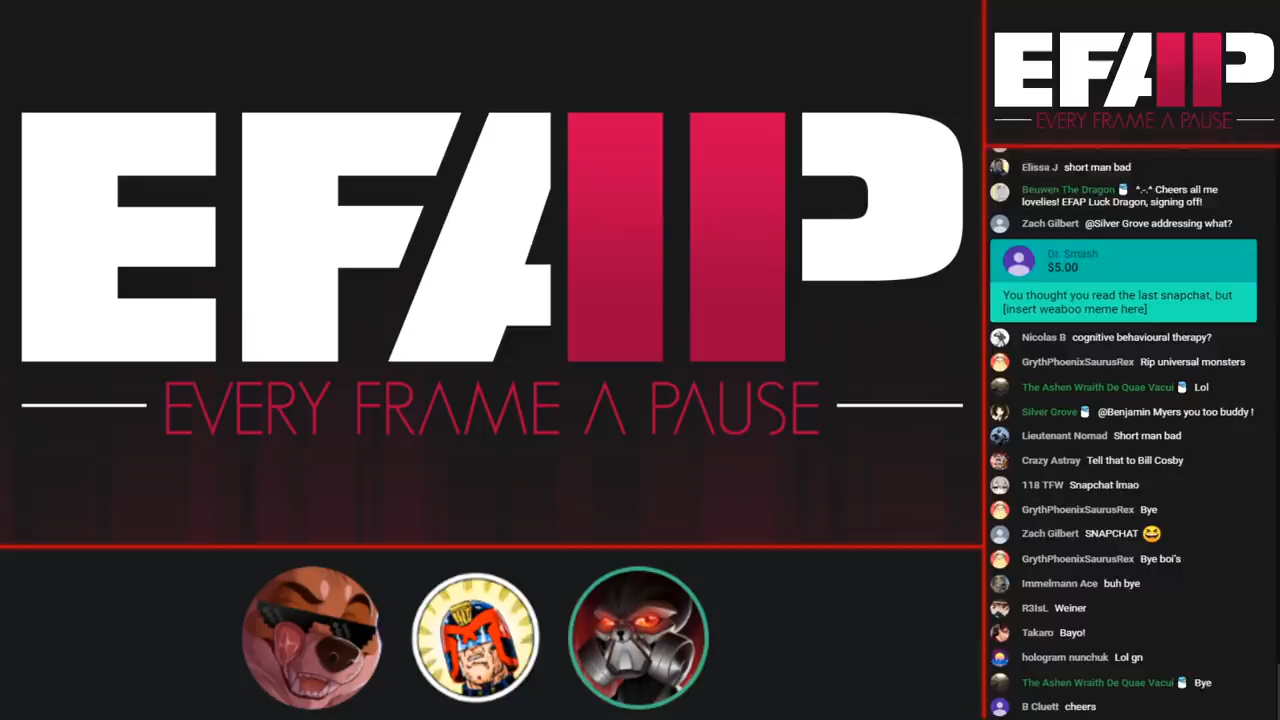 EFAP
EVERY FRAME A PAUSE
EFAP
EVERY FRAME A PAUSE
Elissa J short man bad
Beuwen The Dragon ^.-.^ Cheers all me
lovelies! EFAP Luck Dragon, signing off!
Zach Gilbert @Silver Grove addressing what?
Dr. Smash
$5.00
You thought you read the last snapchat, but
[insert weaboo meme here]
Nicolas B cognitive behavioural therapy?
GrythPhoenixSaurusRex Rip universal monsters
The Ashen Wraith De Quae Vacui Lol
Silver Grove @Benjamin Myers you too buddy !
Lieutenant Nomad Short man bad
Crazy Astray Tell that to Bill Cosby
118 TFW Snapchat lmao
GrythPhoenixSaurusRex Bye
Zach Gilbert SNAPCHAT 😆
GrythPhoenixSaurusRex Bye boi's
Immelmann Ace buh bye
R3IsL Weiner
Takaro Bayo!
hologram nunchuk Lol gn
The Ashen Wraith De Quae Vacui Bye
B Cluett cheers